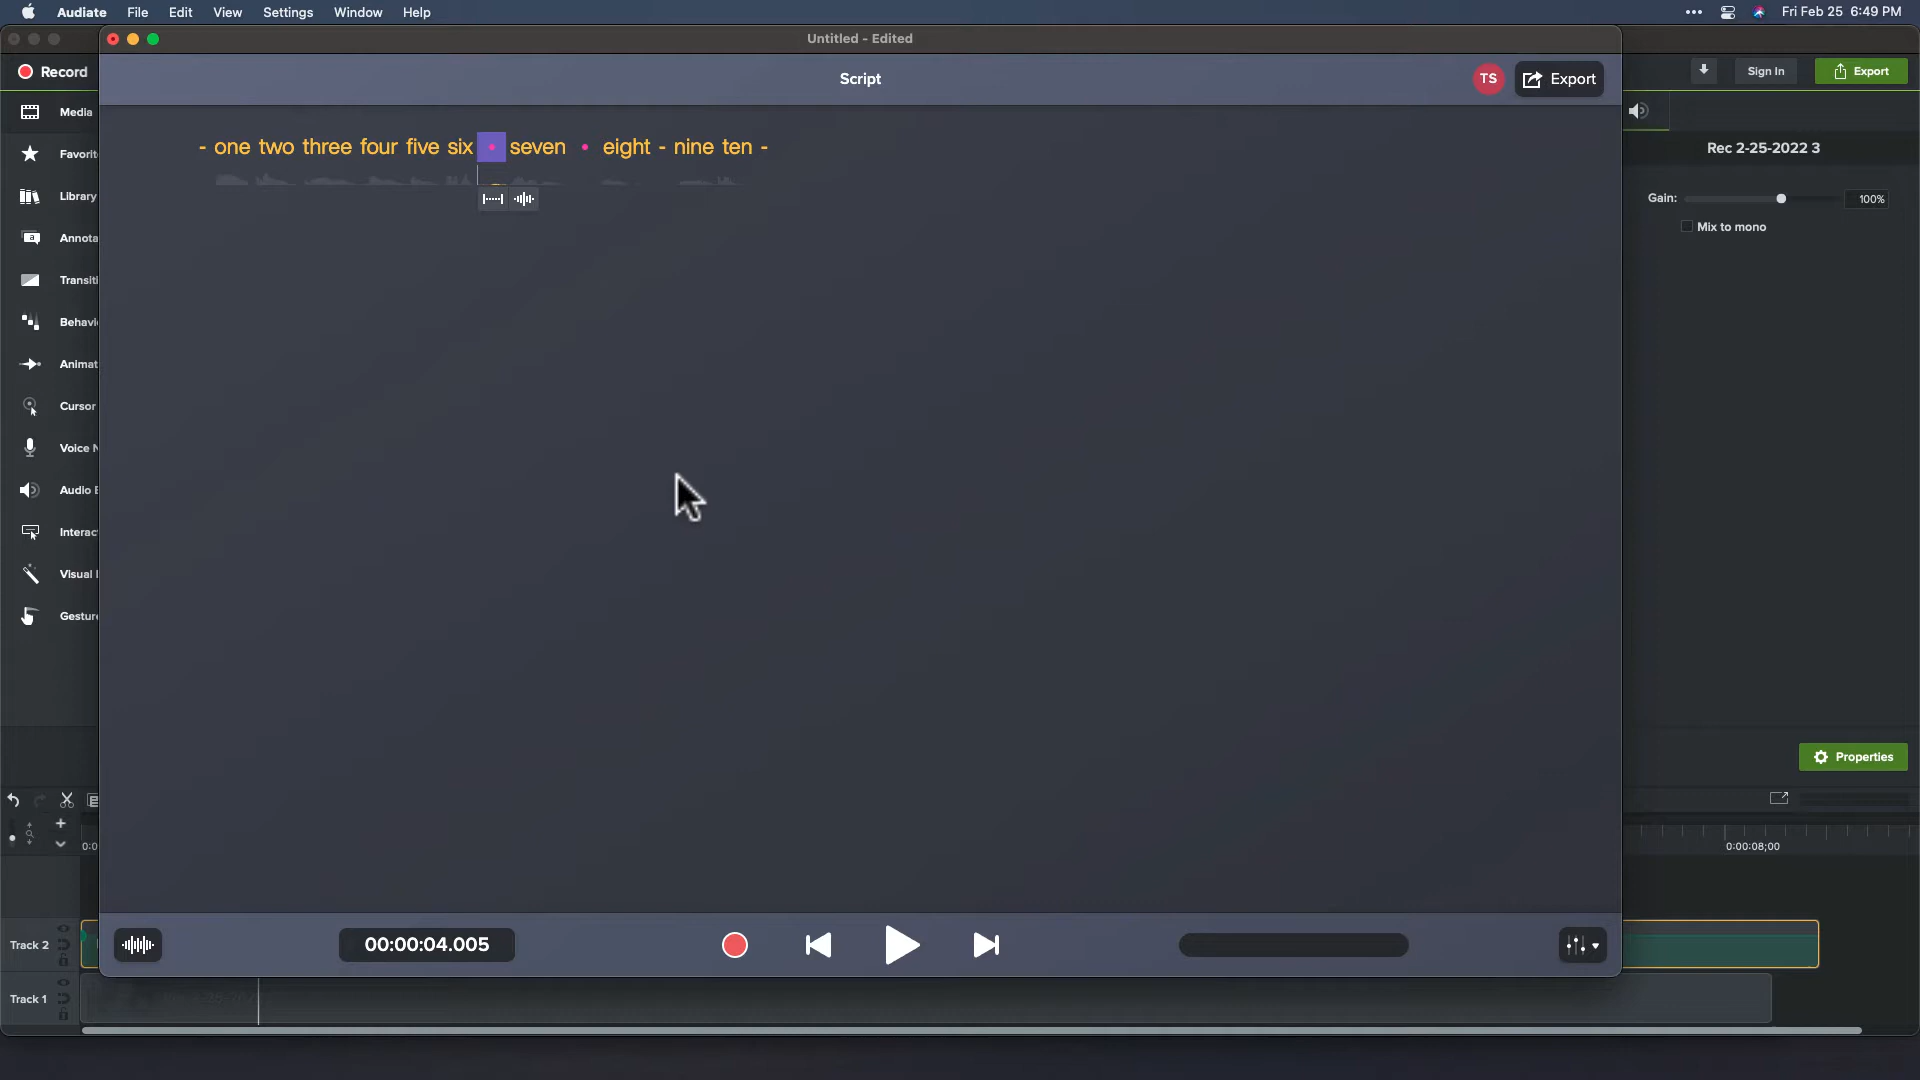 Audiate File Edit View Settings Window Help
Fri Feb 25 6:49 PM
Untitled - Edited
Record
Script
TS
Export
Sign In
Export
Media
Favorit
Library
Annota
Transiti
Behavi
Animat
Cursor
Voice N
Audio E
Interac
Visual
Gesture
- one two three four five six • seven • eight - nine ten -
Rec 2-25-2022 3
Gain:
100%
Mix to mono
Properties
0:0
0:00:08;00
Track 2
Track 1
00:00:04.005